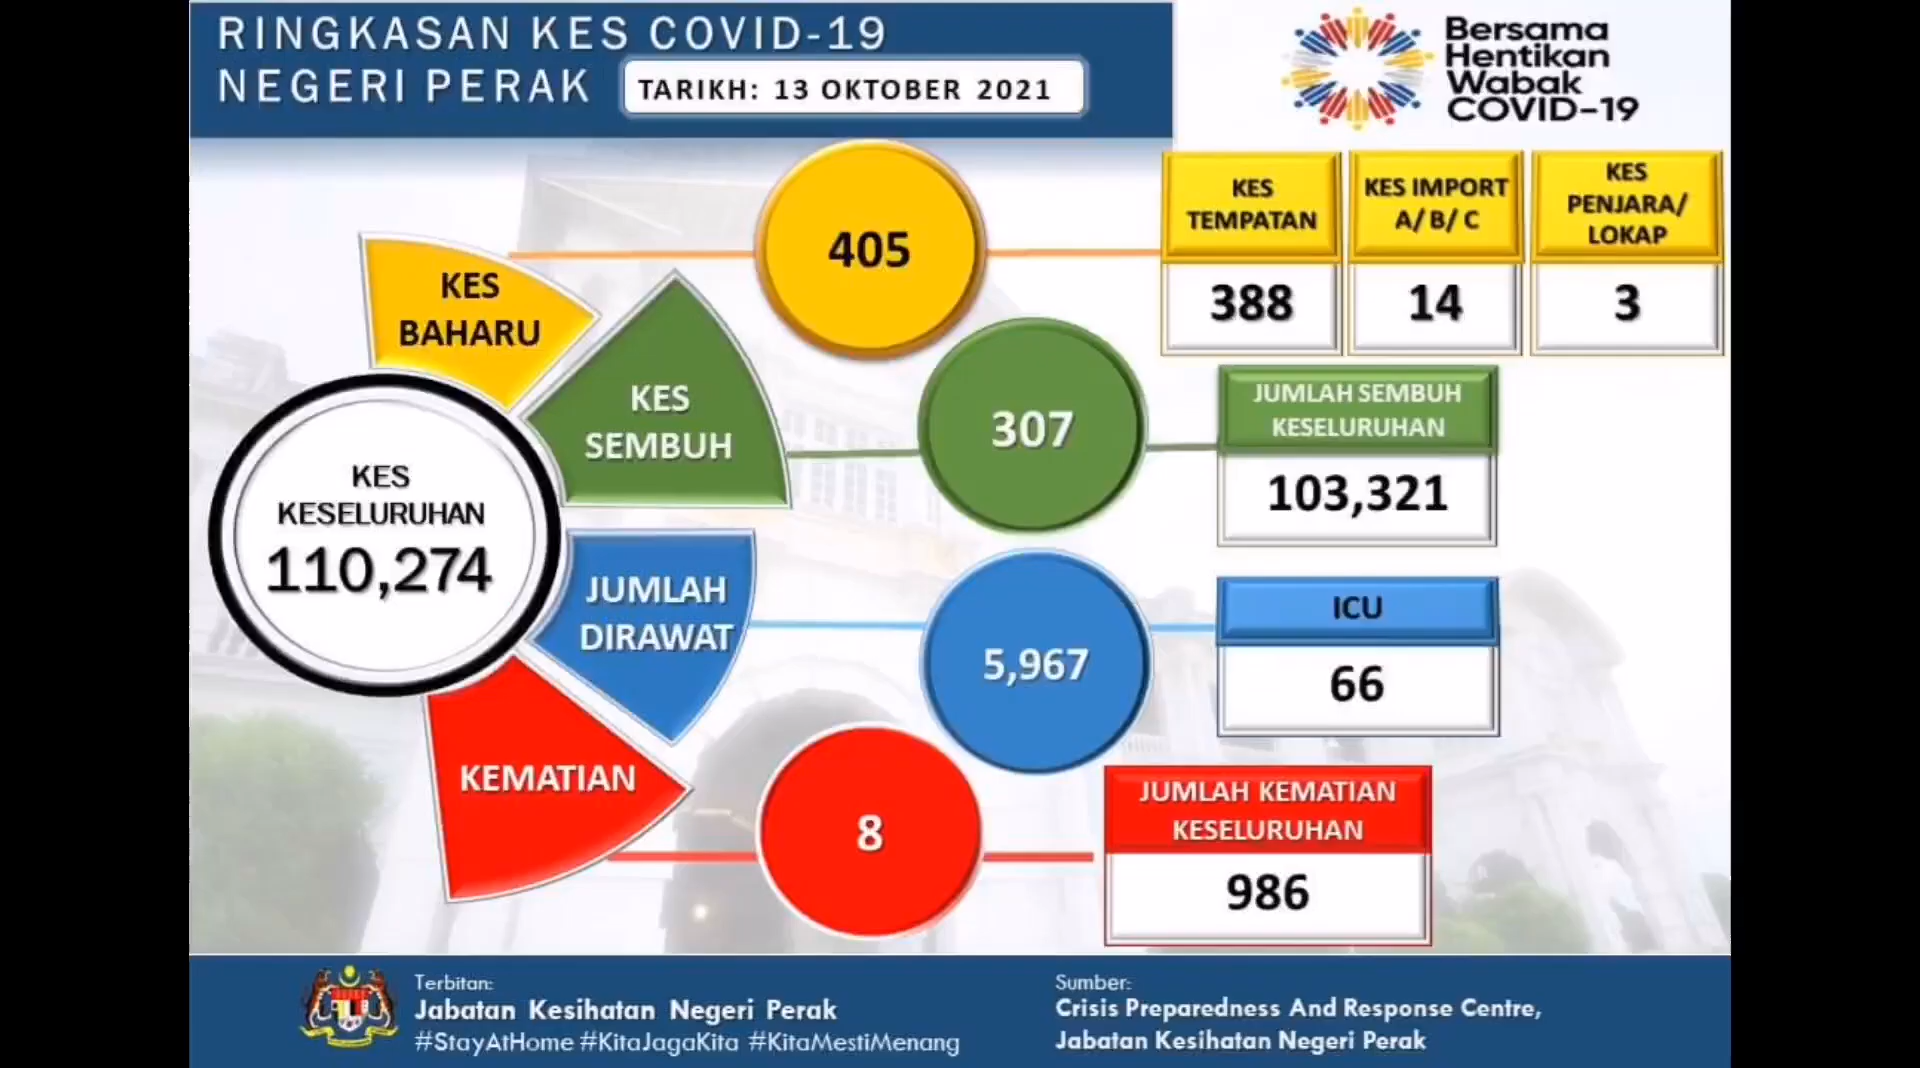 RINGKASAN KES COVID-19
NEGERI PERAK
TARIKH: 13 OKTOBER 2021
Bersama
Hentikan
Wabak
COVID-19
KES
BAHARU
405
KES
TEMPATAN
388
KES IMPORT
A/ B/ C
14
KES
PENJARA/
LOKAP
3
KES
SEMBUH
307
JUMLAH SEMBUH
KESELURUHAN
103,321
KES
KESELURUHAN
110,274
JUMLAH
DIRAWAT
5,967
ICU
66
KEMATIAN
8
JUMLAH KEMATIAN
KESELURUHAN
986
Terbitan:
Jabatan Kesihatan Negeri Perak
#StayAtHome #KitaJagaKita #KitaMestiMenang
Sumber:
Crisis Preparedness And Response Centre,
Jabatan Kesihatan Negeri Perak